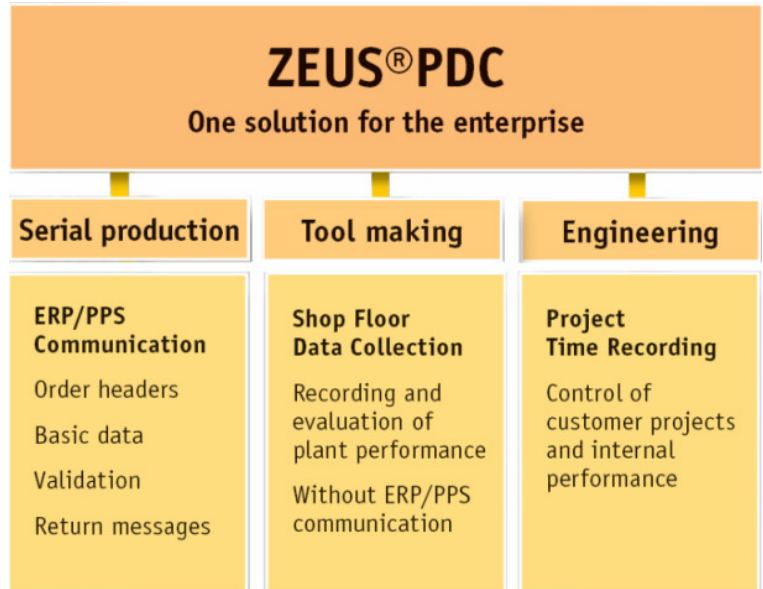 ZEUS®PDC
One solution for the enterprise
Serial production
Tool making
Engineering
ERP/PPS
Communication
Order headers
Basic data
Validation
Return messages
Shop Floor
Data Collection
Recording and
evaluation of
plant performance
Without ERP/PPS
communication
Project
Time Recording
Control of
customer projects
and internal
performance